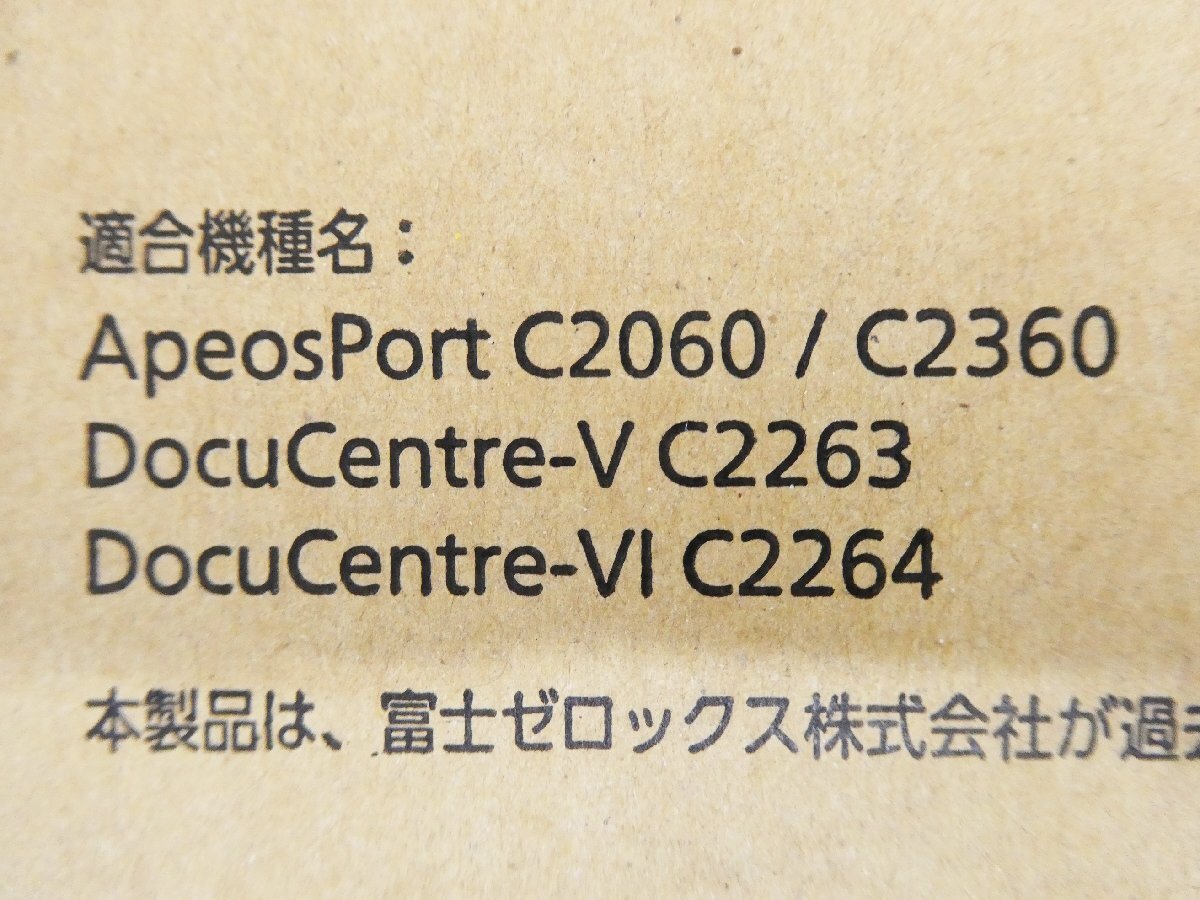 適合機種名：
ApeosPort C2060 / C2360
DocuCentre-V C2263
DocuCentre-VI C2264
本製品は、富士ゼロックス株式会社が過去